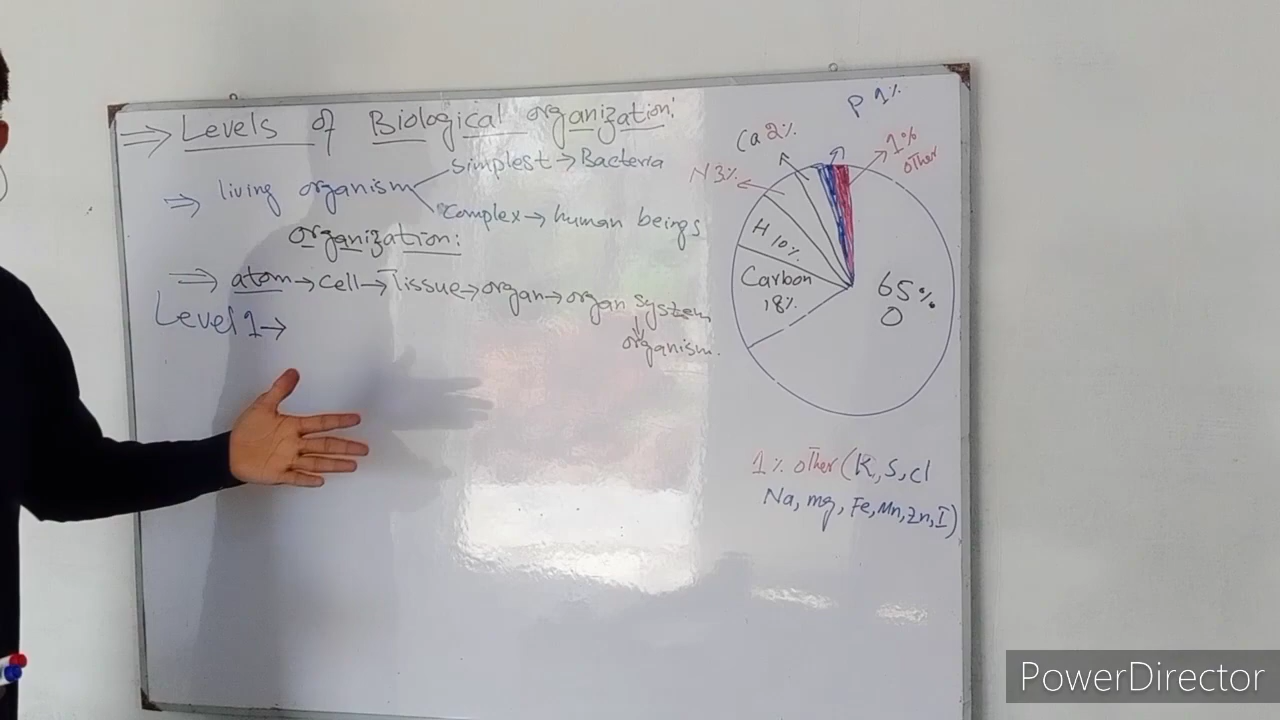 ⇒ Levels of Biological organization:
⇒ living organism
simplest → Bacteria
complex → human beings
organization:
⇒ atom → cell → Tissue → organ → organ system
↓
organism.
Level 1 →
P 1%
Ca 2%
1% other
N 3%
H 10%
Carbon
18%
65%
O
1% other (K, S, Cl
Na, mg, Fe, Mn, Zn, I)
PowerDirector